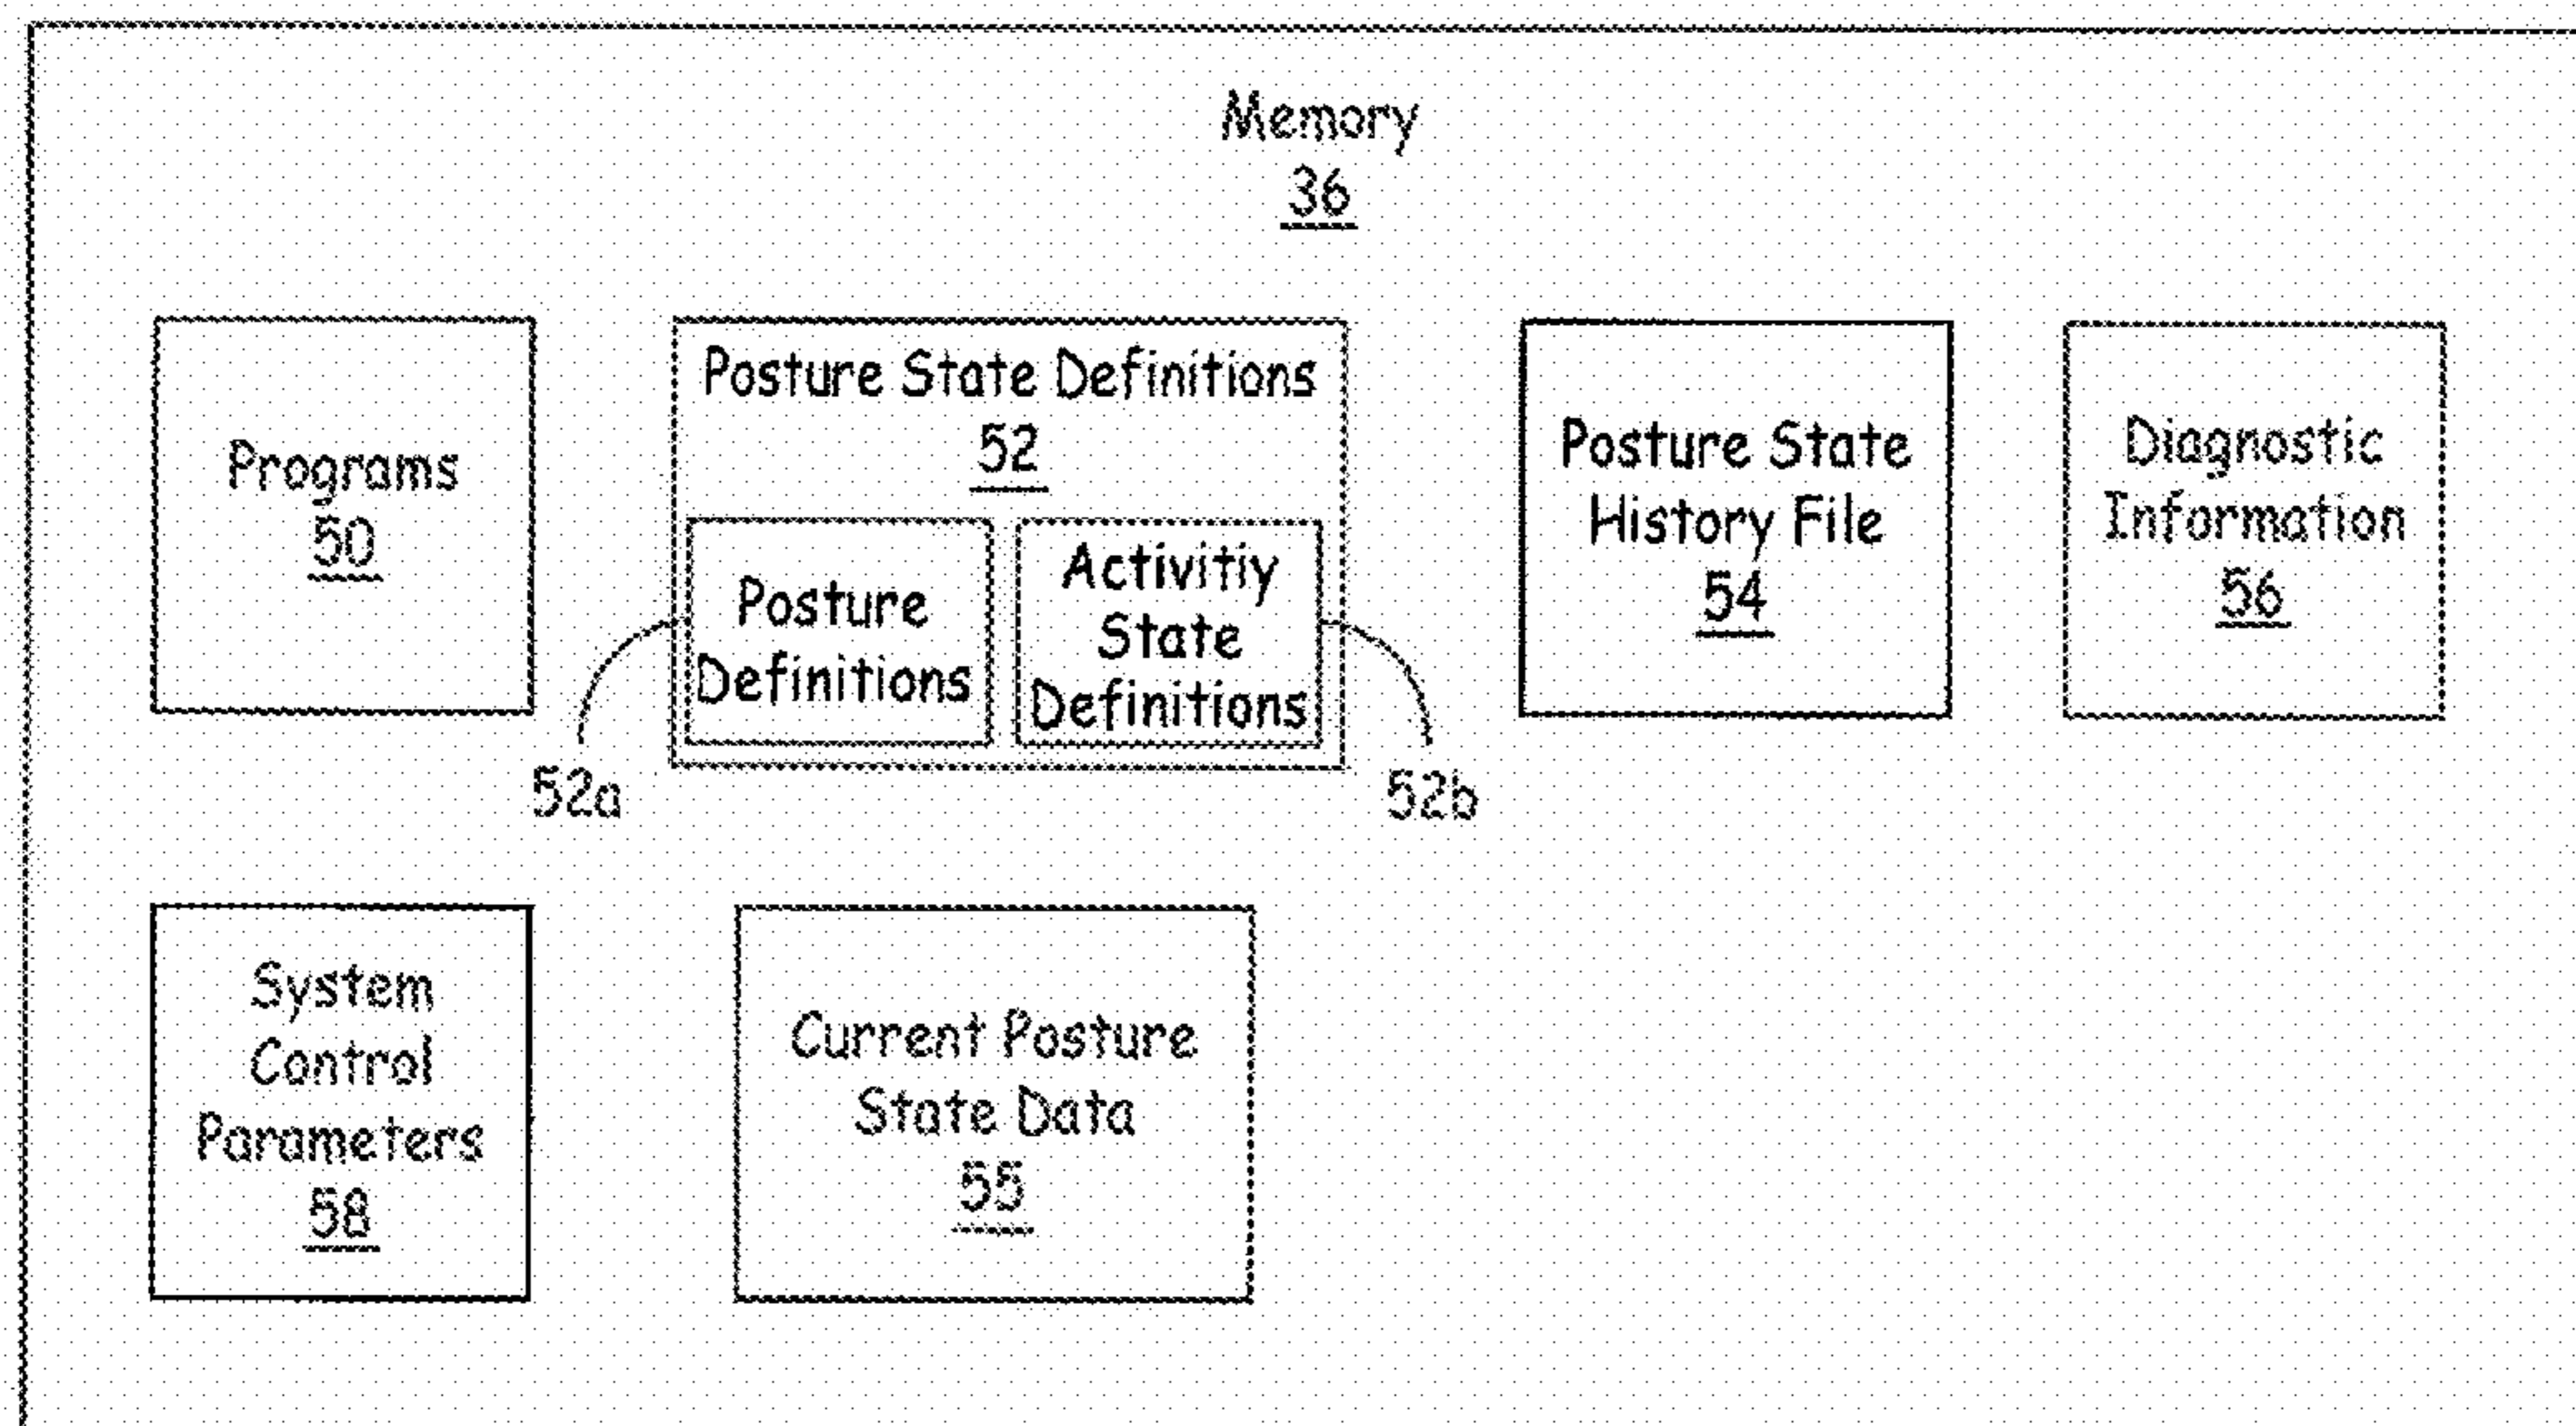 Memory
36
Programs
50
Posture State Definitions
52
Posture
Definitions
Activitiy
State
Definitions
52a
52b
Posture State
History File
54
Diagnostic
Information
56
System
Control
Parameters
58
Current Posture
State Data
55